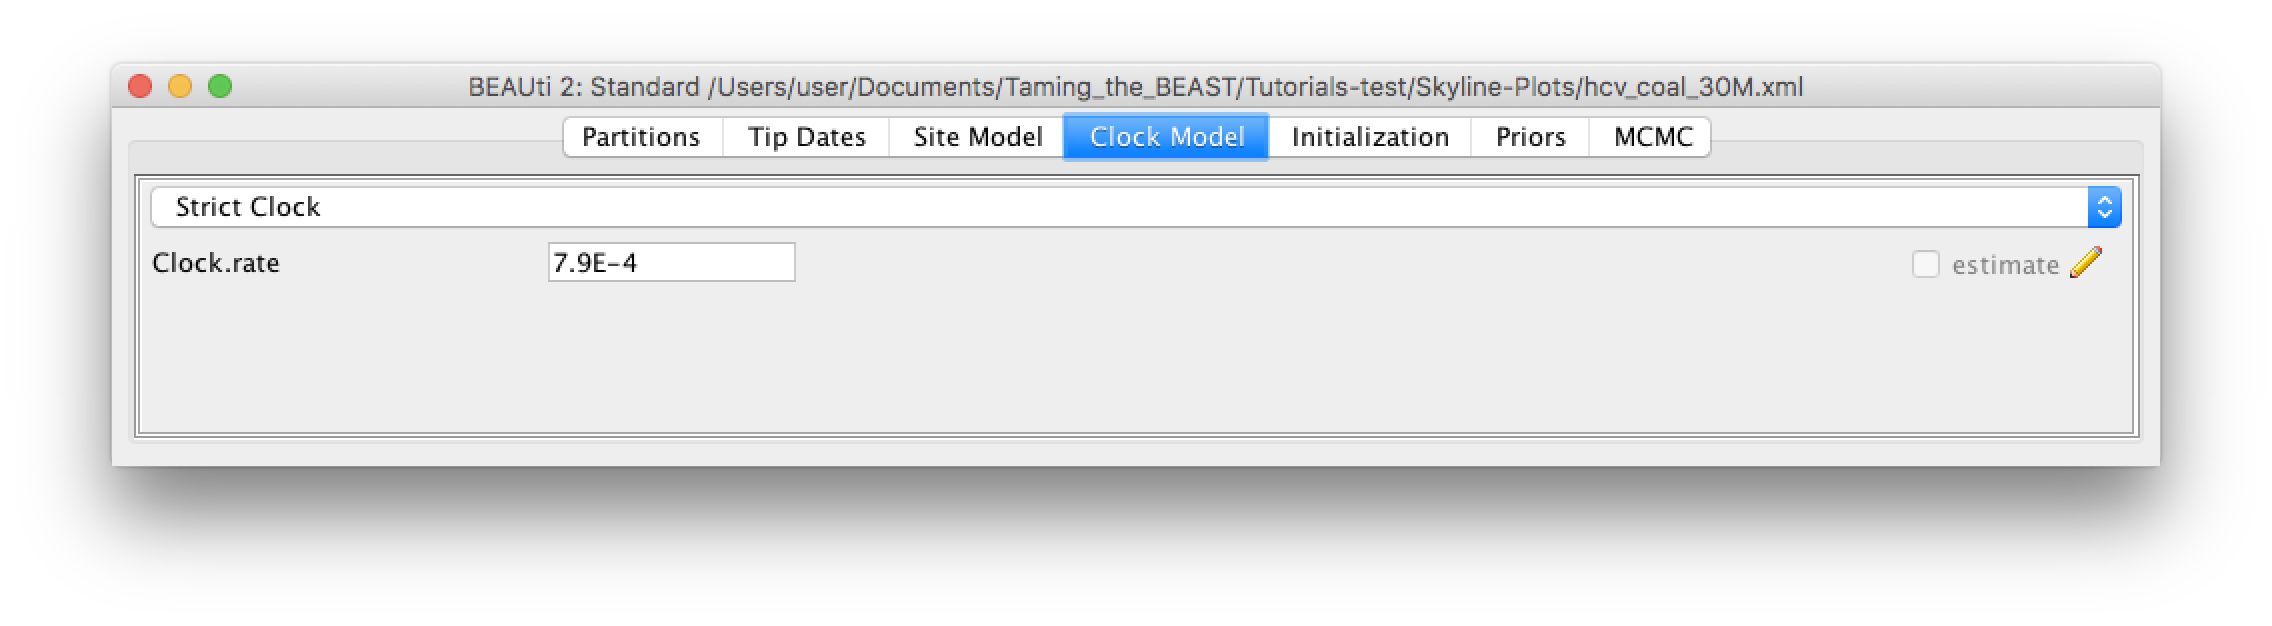 BEAUti 2: Standard /Users/user/Documents/Taming_the_BEAST/Tutorials-test/Skyline-Plots/hcv_coal_30M.xml
Partitions Tip Dates Site Model Clock Model Initialization Priors MCMC
Strict Clock
Clock.rate 7.9E-4 estimate